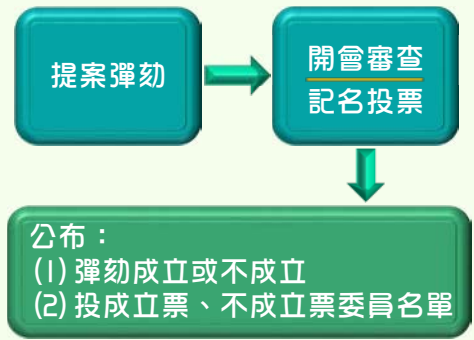 提案彈劾
開會審查
記名投票
公布：
(1)彈劾成立或不成立
(2)投成立票、不成立票委員名單